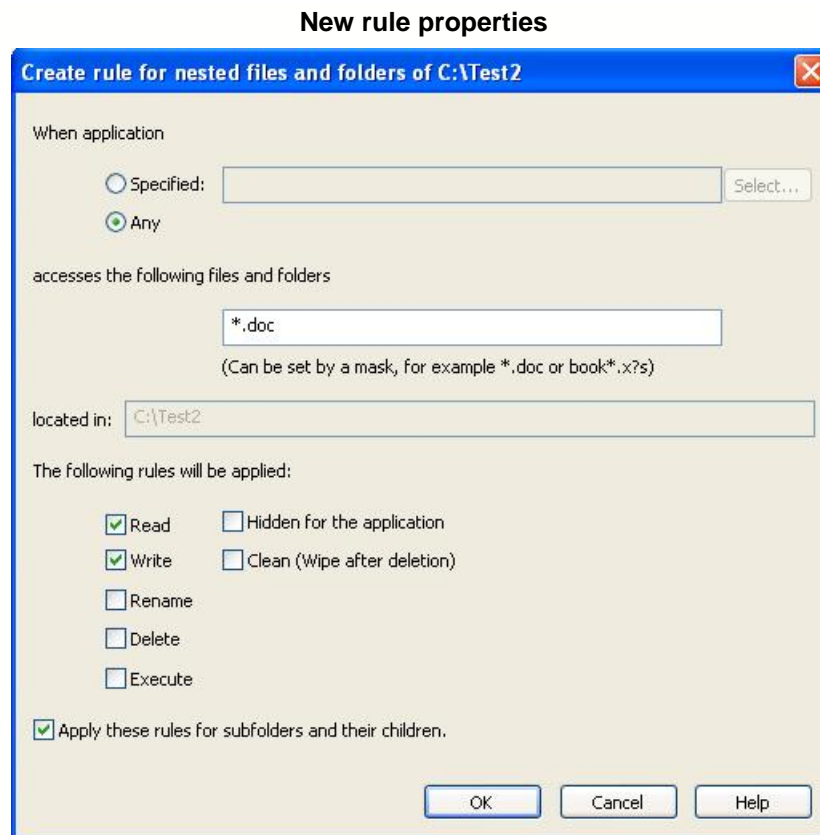 New rule properties
Create rule for nested files and folders of C:\Test2
When application
Specified:
Select...
Any
accesses the following files and folders
*.doc
(Can be set by a mask, for example *.doc or book*.x?s)
located in: C:\Test2
The following rules will be applied:
Read Hidden for the application
Write Clean (Wipe after deletion)
Rename
Delete
Execute
Apply these rules for subfolders and their children.
OK Cancel Help